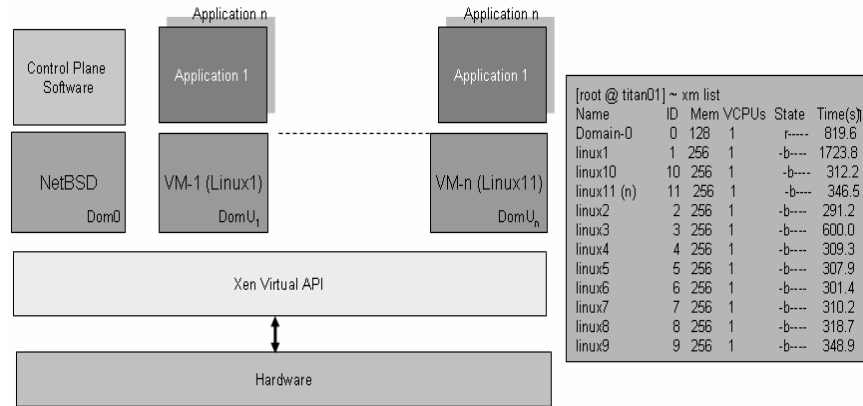 Application n
Application n
Control Plane
Software
Application 1
Application 1
NetBSD
Dom0
VM-1 (Linux1)
DomU1
VM-n (Linux11)
DomUn
Xen Virtual API
Hardware
[root @ titan01] ~ xm list
Name ID Mem VCPUs State Time(s)
Domain-0 0 128 1 r----- 819.6
linux1 1 256 1 -b---- 1723.8
linux10 10 256 1 -b---- 312.2
linux11 (n) 11 256 1 -b---- 346.5
linux2 2 256 1 -b---- 291.2
linux3 3 256 1 -b---- 600.0
linux4 4 256 1 -b---- 309.3
linux5 5 256 1 -b---- 307.9
linux6 6 256 1 -b---- 301.4
linux7 7 256 1 -b---- 310.2
linux8 8 256 1 -b---- 318.7
linux9 9 256 1 -b---- 348.9